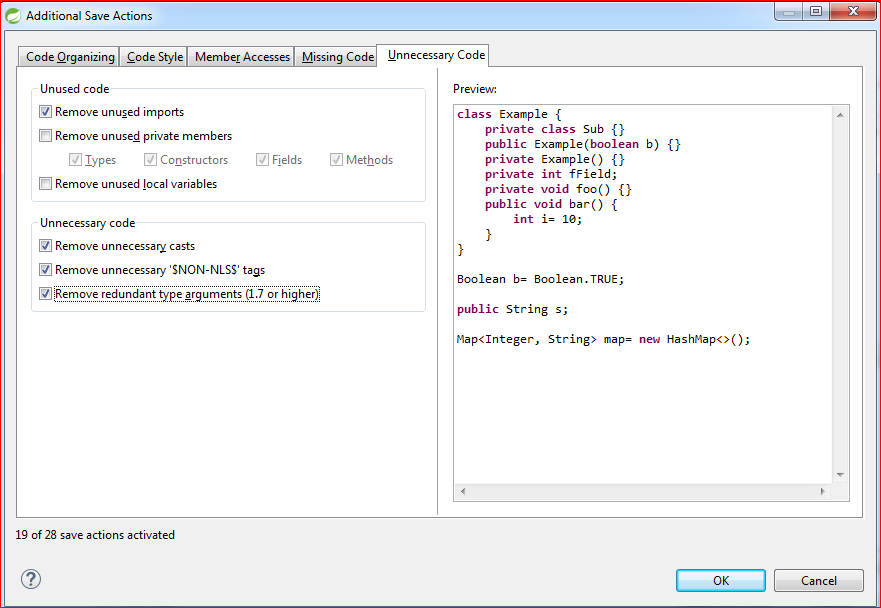 Additional Save Actions
Code Organizing Code Style Member Accesses Missing Code Unnecessary Code
Unused code
Remove unused imports
Remove unused private members
Types Constructors Fields Methods
Remove unused local variables
Unnecessary code
Remove unnecessary casts
Remove unnecessary '$NON-NLS$' tags
Remove redundant type arguments (1.7 or higher)
Preview:
class Example {
    private class Sub {}
    public Example(boolean b) {}
    private Example() {}
    private int fField;
    private void foo() {}
    public void bar() {
        int i= 10;
    }
}
Boolean b= Boolean.TRUE;
public String s;
Map<Integer, String> map= new HashMap<>();
19 of 28 save actions activated
?
OK Cancel